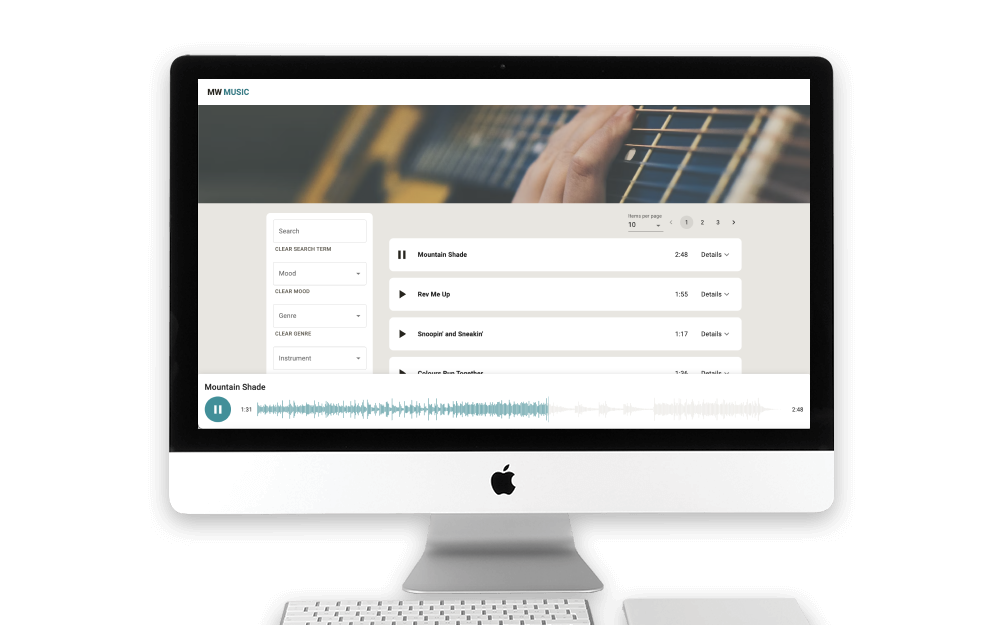 MW MUSIC
Items per page
10
1 2 3
Search
CLEAR SEARCH TERM
Mood
CLEAR MOOD
Genre
CLEAR GENRE
Instrument
Mountain Shade 2:48 Details
Rev Me Up 1:55 Details
Snoopin' and Sneakin' 1:17 Details
Colours Run Together 1:36 Details
Mountain Shade
1:31 2:48